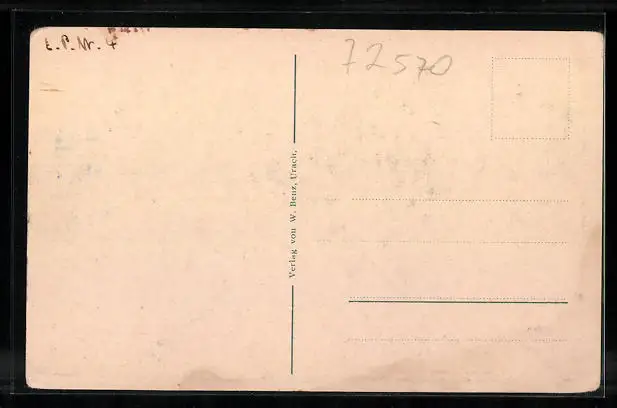 E.P.Nr. 4
72570
Verlag von W. Benz, Urach.